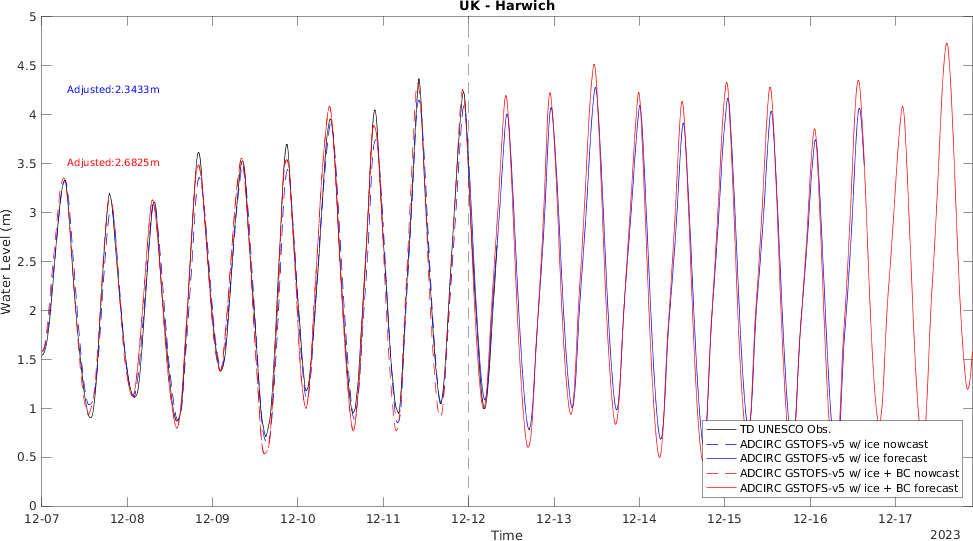 UK - Harwich
5
4.5
4
3.5
3
2.5
2
1.5
1
0.5
0
Water Level (m)
Adjusted:2.3433m
Adjusted:2.6825m
TD UNESCO Obs.
ADCIRC GSTOFS-v5 w/ ice nowcast
ADCIRC GSTOFS-v5 w/ ice forecast
ADCIRC GSTOFS-v5 w/ ice + BC nowcast
ADCIRC GSTOFS-v5 w/ ice + BC forecast
12-07 12-08 12-09 12-10 12-11 12-12 12-13 12-14 12-15 12-16 12-17
Time
2023